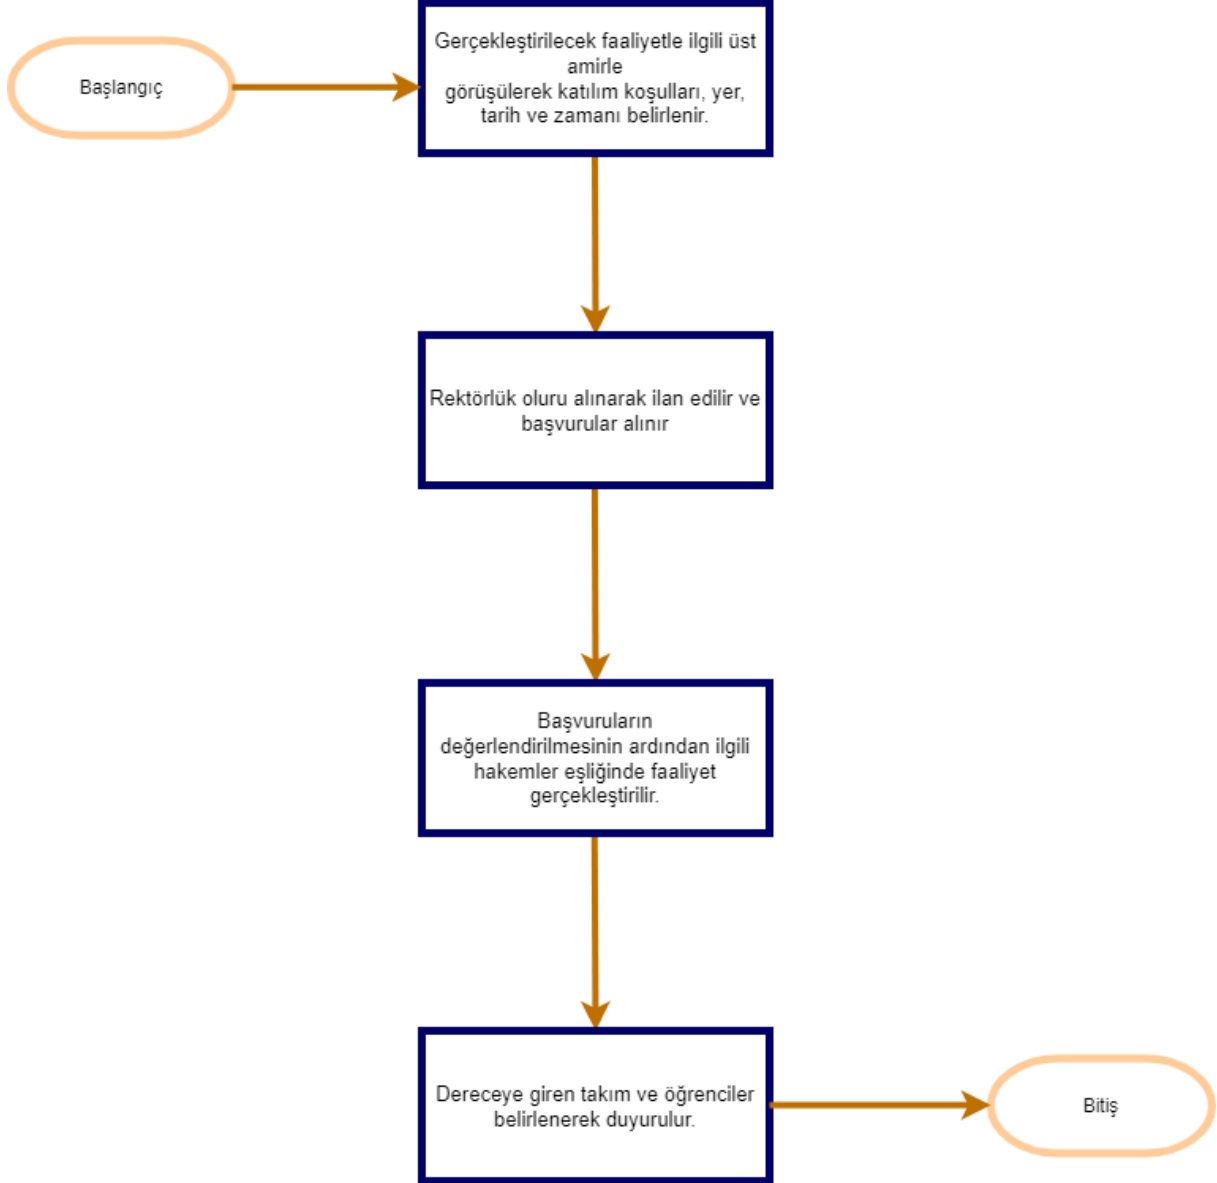 Başlangıç
Gerçekleştirilecek faaliyetle ilgili üst
amirle
görüşülerek katılım koşulları, yer,
tarih ve zamanı belirlenir.
Rektörlük oluru alınarak ilan edilir ve
başvurular alınır
Başvuruların
değerlendirilmesinin ardından ilgili
hakemler eşliğinde faaliyet
gerçekleştirilir.
Dereceye giren takım ve öğrenciler
belirlenerek duyurulur.
Bitiş